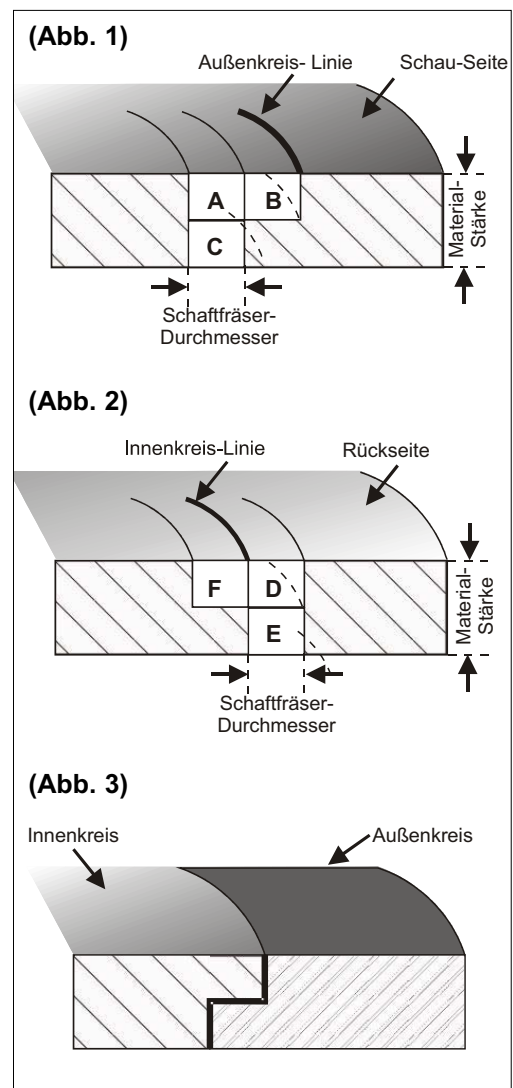 (Abb. 1)
Außenkreis- Linie
Schau-Seite
A
B
C
Material-
Stärke
Schaftfräser-
Durchmesser
(Abb. 2)
Innenkreis-Linie
Rückseite
F
D
E
Material-
Stärke
Schaftfräser-
Durchmesser
(Abb. 3)
Innenkreis
Außenkreis